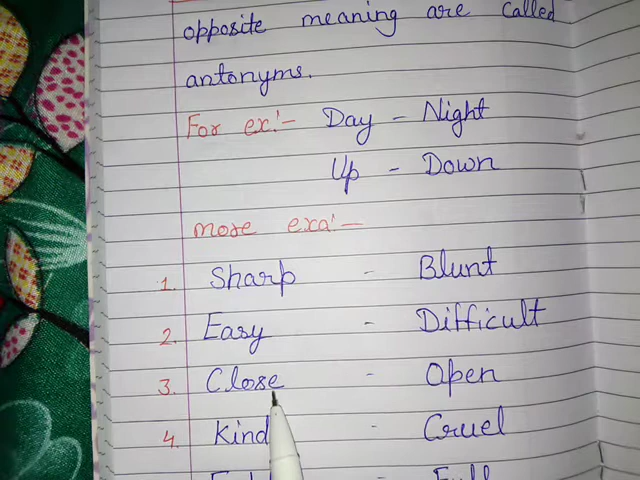 opposite meaning are called
antonyms.
For ex:- Day - Night
Up - Down
more exa:-
1. Sharp - Blunt
2. Easy - Difficult
3. Close - Open
4. Kind - Cruel
- Full